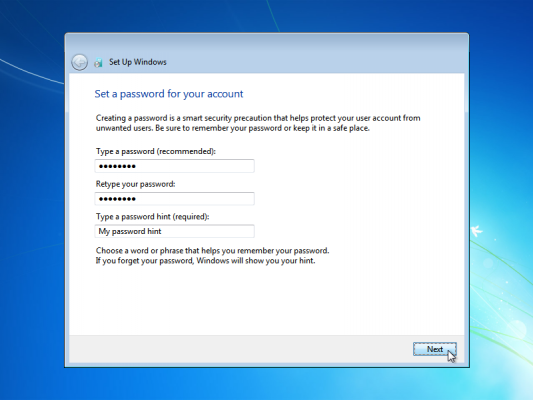 Set Up Windows
Set a password for your account
Creating a password is a smart security precaution that helps protect your user account from
unwanted users. Be sure to remember your password or keep it in a safe place.
Type a password (recommended):
●●●●●●●●
Retype your password:
●●●●●●●●
Type a password hint (required):
My password hint
Choose a word or phrase that helps you remember your password.
If you forget your password, Windows will show you your hint.
Next